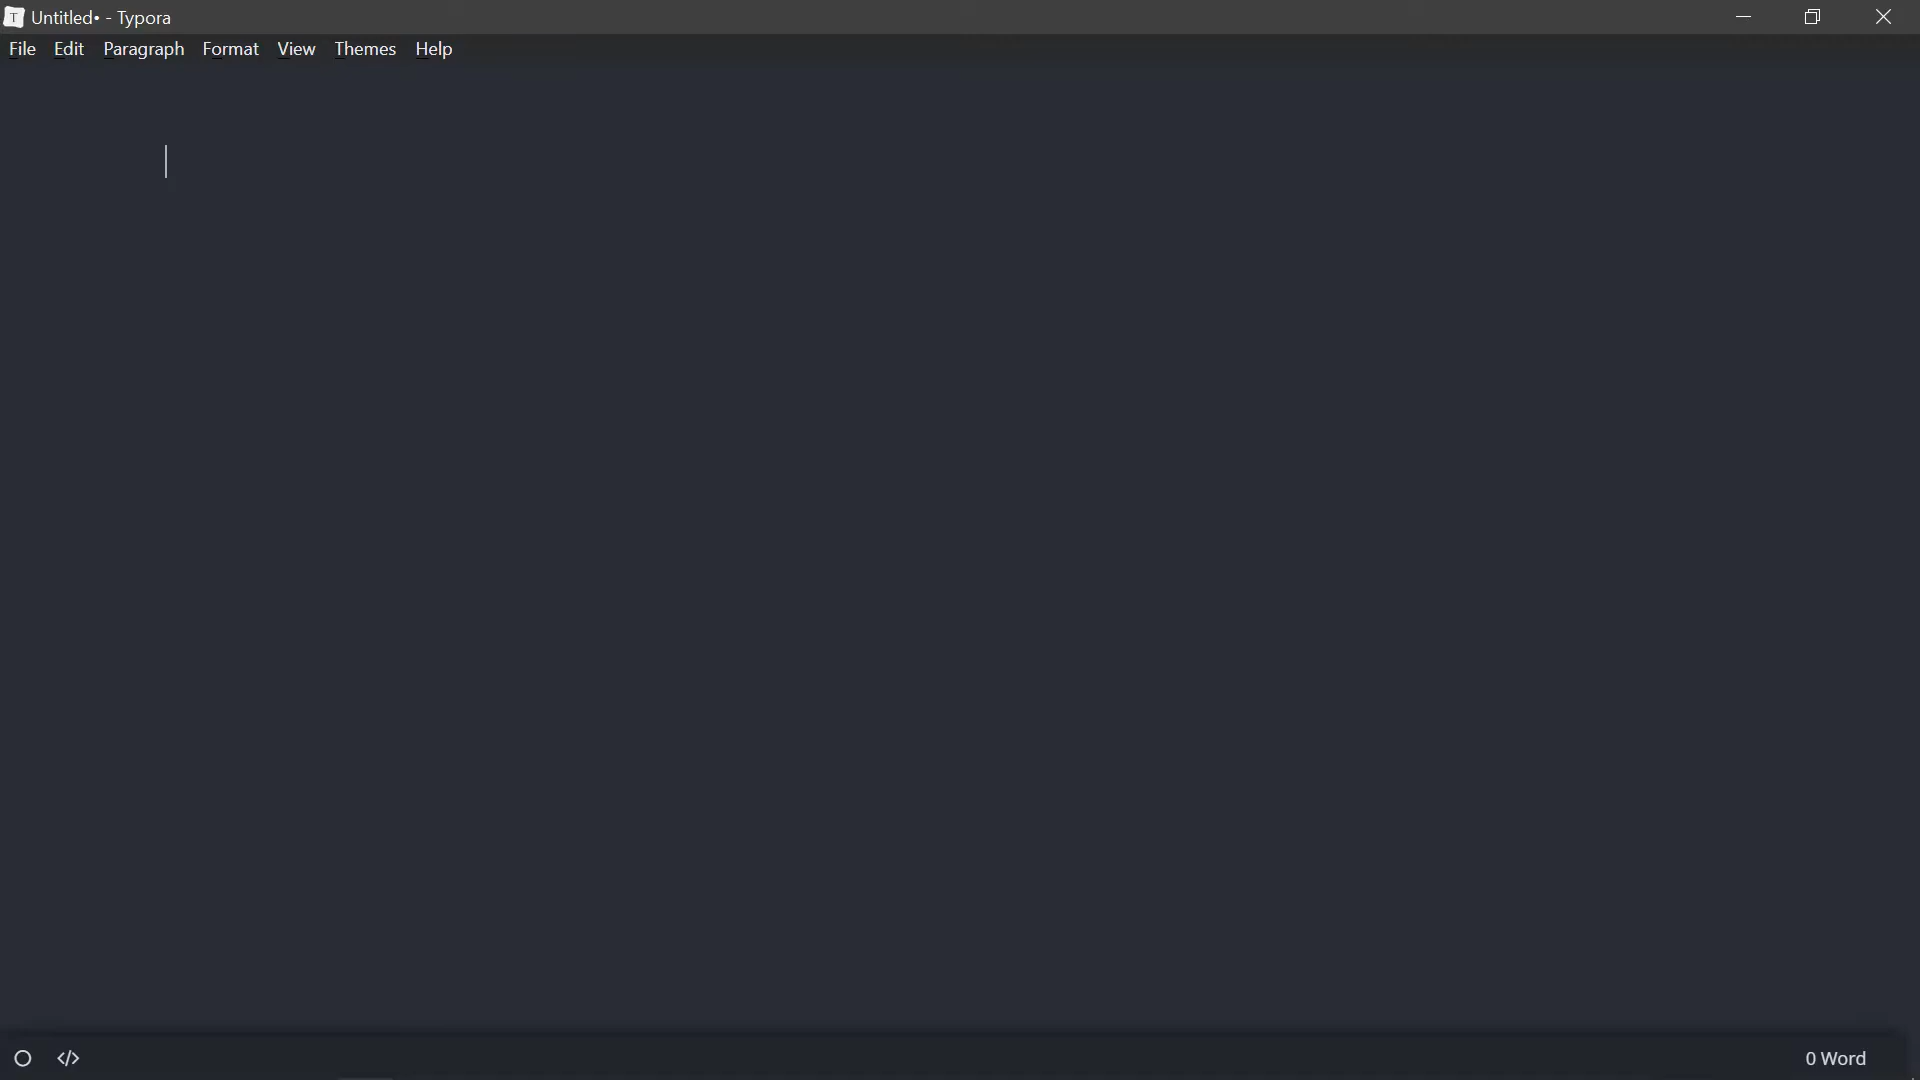 T Untitled• - Typora
File Edit Paragraph Format View Themes Help
</> 0 Word